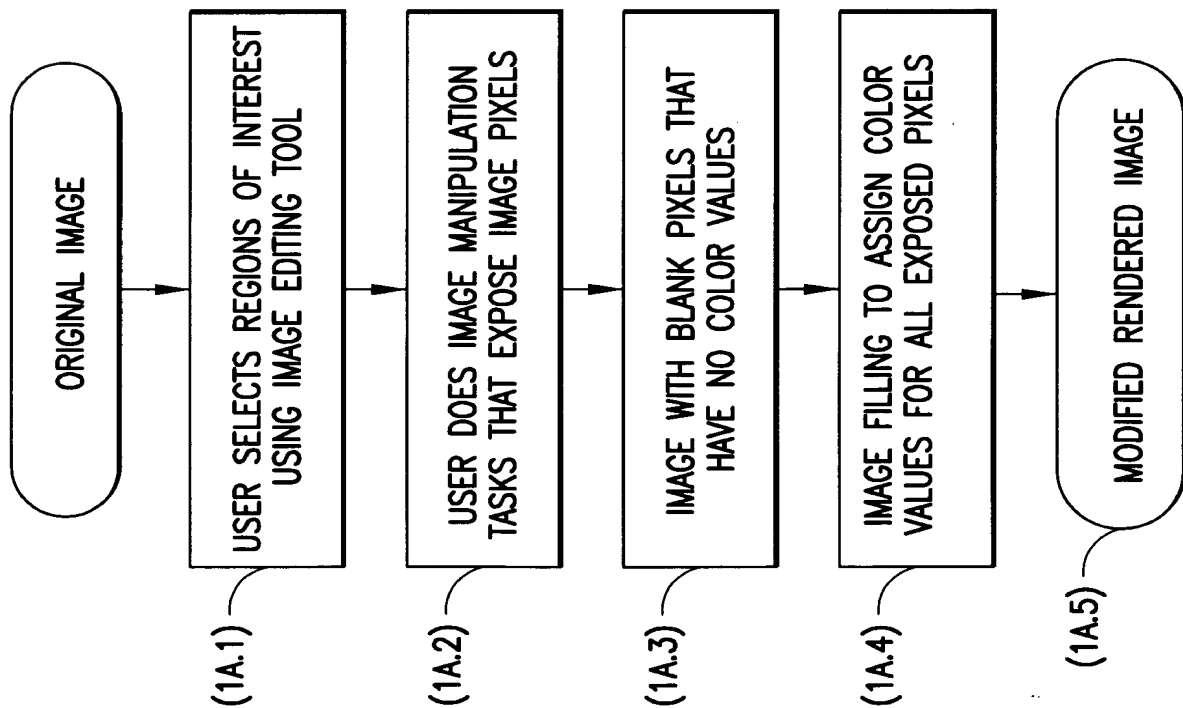 ORIGINAL IMAGE
USER SELECTS REGIONS OF INTEREST
USING IMAGE EDITING TOOL
(1A.1)
USER DOES IMAGE MANIPULATION
TASKS THAT EXPOSE IMAGE PIXELS
(1A.2)
IMAGE WITH BLANK PIXELS THAT
HAVE NO COLOR VALUES
(1A.3)
IMAGE FILLING TO ASSIGN COLOR
VALUES FOR ALL EXPOSED PIXELS
(1A.4)
MODIFIED RENDERED IMAGE
(1A.5)